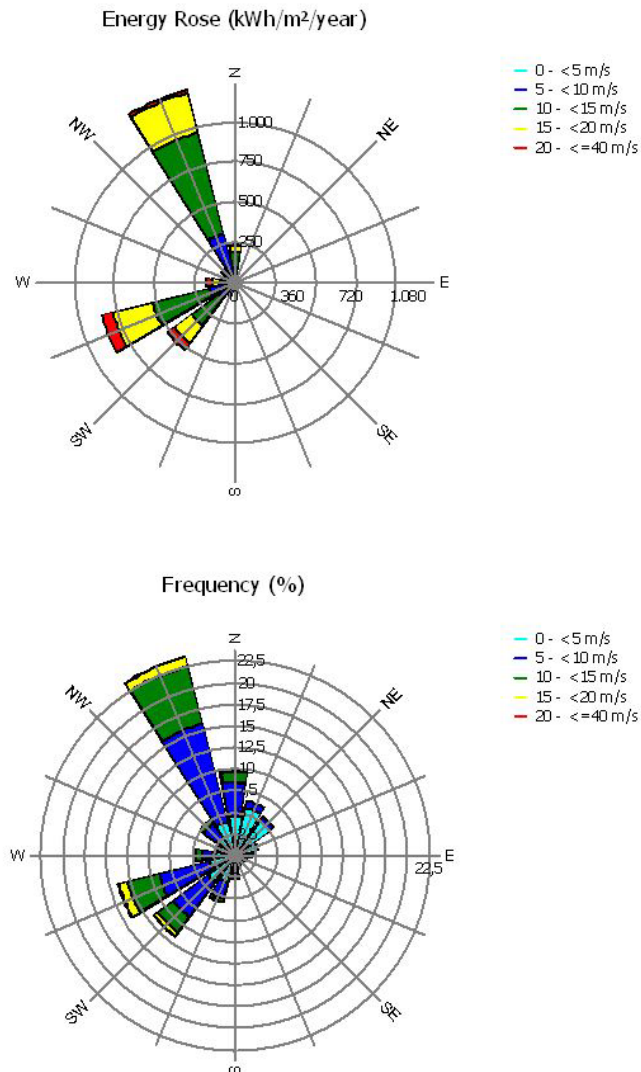 Energy Rose (kWh/m²/year)
N
0 - <5 m/s
5 - <10 m/s
10 - <15 m/s
15 - <20 m/s
20 - <=40 m/s
NW
NE
1.000
750
500
250
W
0
360
720
1.080
E
SW
SE
S
Frequency (%)
N
0 - <5 m/s
5 - <10 m/s
10 - <15 m/s
15 - <20 m/s
20 - <=40 m/s
22,5
NW
NE
20
17,5
15
12,5
10
7,5
W
22,5
E
SW
SE
S